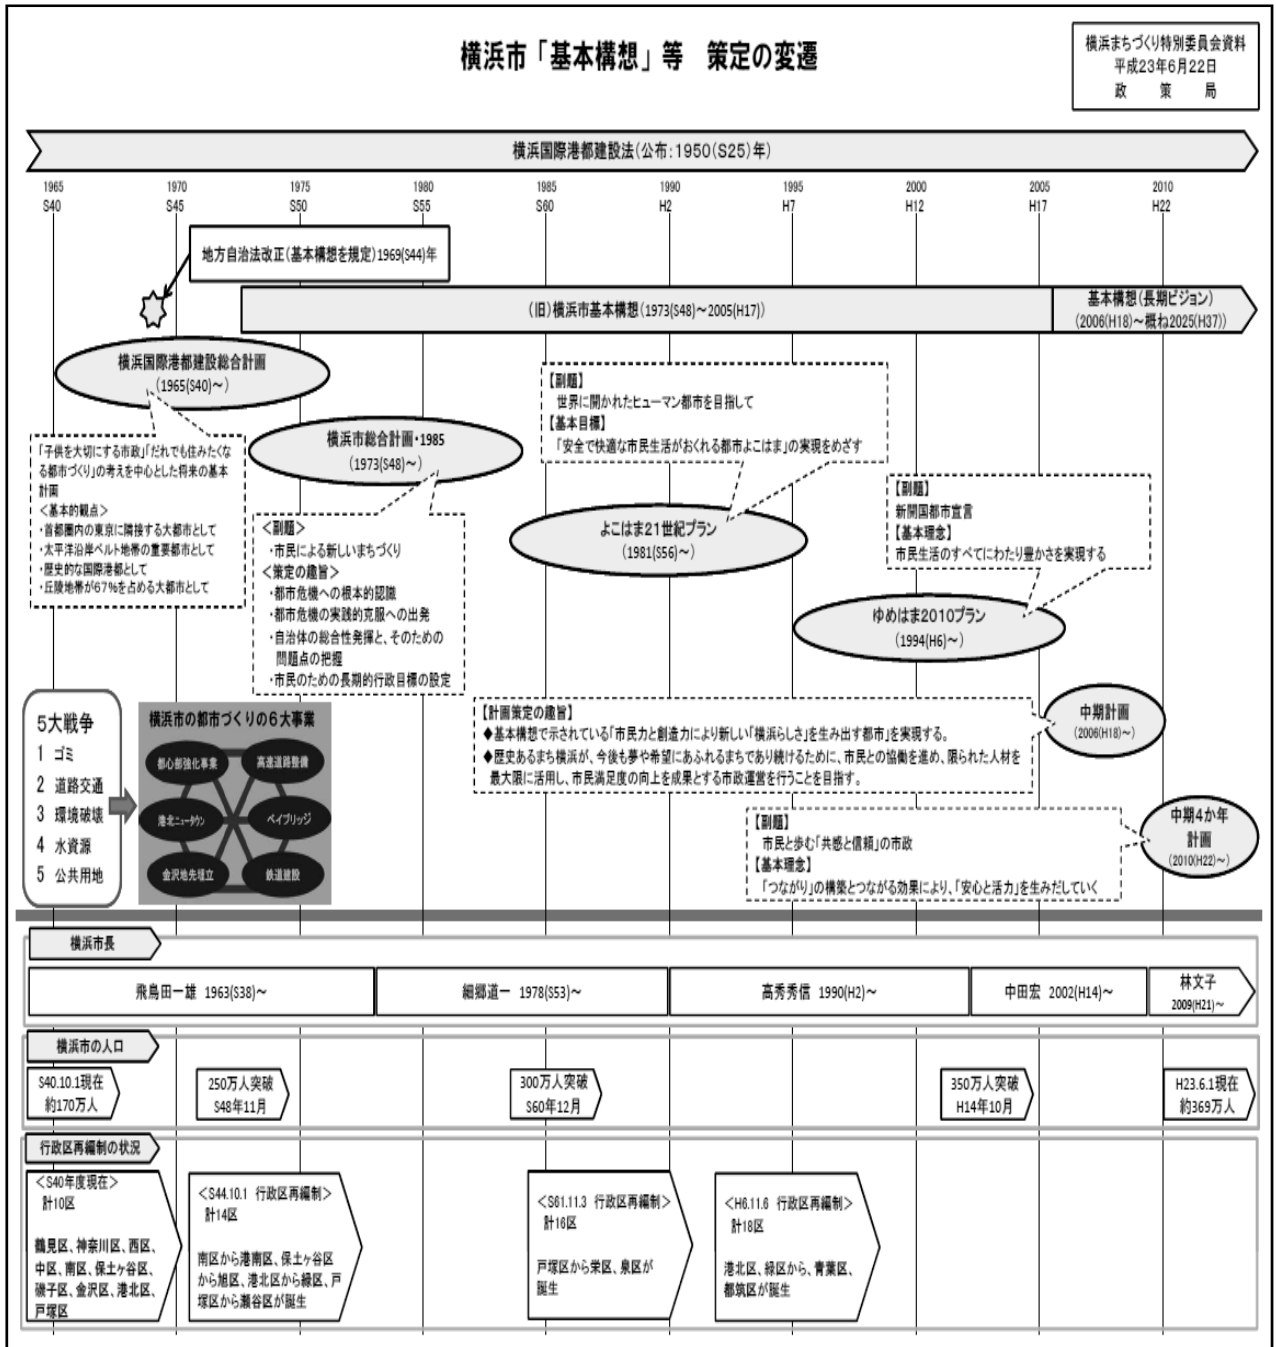 横浜市「基本構想」等　策定の変遷
横浜まちづくり特別委員会資料
平成23年6月22日
政　策　局
横浜国際港都建設法(公布：1950(S25)年)
1965 1970 1975 1980 1985 1990 1995 2000 2005 2010
S40 S45 S50 S55 S60 H2 H7 H12 H17 H22
地方自治法改正(基本構想を規定)1969(S44)年
(旧)横浜市基本構想(1973(S48)～2005(H17))
基本構想(長期ビジョン)
(2006(H18)～概ね2025(H37))
横浜国際港都建設総合計画
(1965(S40)～)
「子供を大切にする市政」「だれでも住みたくな
る都市づくり」の考えを中心とした将来の基本
計画
＜基本的観点＞
・首都圏内の東京に隣接する大都市として
・太平洋沿岸ベルト地帯の重要都市として
・歴史的な国際港都として
・丘陵地帯が67%を占める大都市として
横浜市総合計画・1985
(1973(S48)～)
＜副題＞
・市民による新しいまちづくり
＜策定の趣旨＞
・都市危機への根本的認識
・都市危機の実践的克服への出発
・自治体の総合性発揮と、そのための
問題点の把握
・市民のための長期的行政目標の設定
【副題】
世界に開かれたヒューマン都市を目指して
【基本目標】
「安全で快適な市民生活がおくれる都市よこはま」の実現をめざす
よこはま21世紀プラン
(1981(S56)～)
【副題】
新開国都市宣言
【基本理念】
市民生活のすべてにわたり豊かさを実現する
ゆめはま2010プラン
(1994(H6)～)
【計画策定の趣旨】
◆基本構想で示されている「市民力と創造力により新しい「横浜らしさ」を生み出す都市」を実現する。
◆歴史あるまち横浜が、今後も夢や希望にあふれるまちであり続けるために、市民との協働を進め、限られた人材を
最大限に活用し、市民満足度の向上を成果とする市政運営を行うことを目指す。
中期計画
(2006(H18)～)
【副題】
市民と歩む「共感と信頼」の市政
【基本理念】
「つながり」の構築とつながる効果により、「安心と活力」を生みだしていく
中期4か年
計画
(2010(H22)～)
5大戦争
1 ゴミ
2 道路交通
3 環境破壊
4 水資源
5 公共用地
横浜市の都市づくりの6大事業
都心部強化事業
高速道路整備
港北ニュータウン
ベイブリッジ
金沢地先埋立
鉄道建設
横浜市長
飛鳥田一雄 1963(S38)～
細郷道一 1978(S53)～
高秀秀信 1990(H2)～
中田宏 2002(H14)～
林文子
2009(H21)～
横浜市の人口
S40.10.1現在
約170万人
250万人突破
S48年11月
300万人突破
S60年12月
350万人突破
H14年10月
H23.6.1現在
約369万人
行政区再編制の状況
＜S40年度現在＞
計10区
鶴見区、神奈川区、西区、
中区、南区、保土ヶ谷区、
磯子区、金沢区、港北区、
戸塚区
＜S44.10.1 行政区再編制＞
計14区
南区から港南区、保土ヶ谷区
から旭区、港北区から緑区、戸
塚区から瀬谷区が誕生
＜S61.11.3 行政区再編制＞
計16区
戸塚区から栄区、泉区が
誕生
＜H6.11.6 行政区再編制＞
計18区
港北区、緑区から、青葉区、
都筑区が誕生